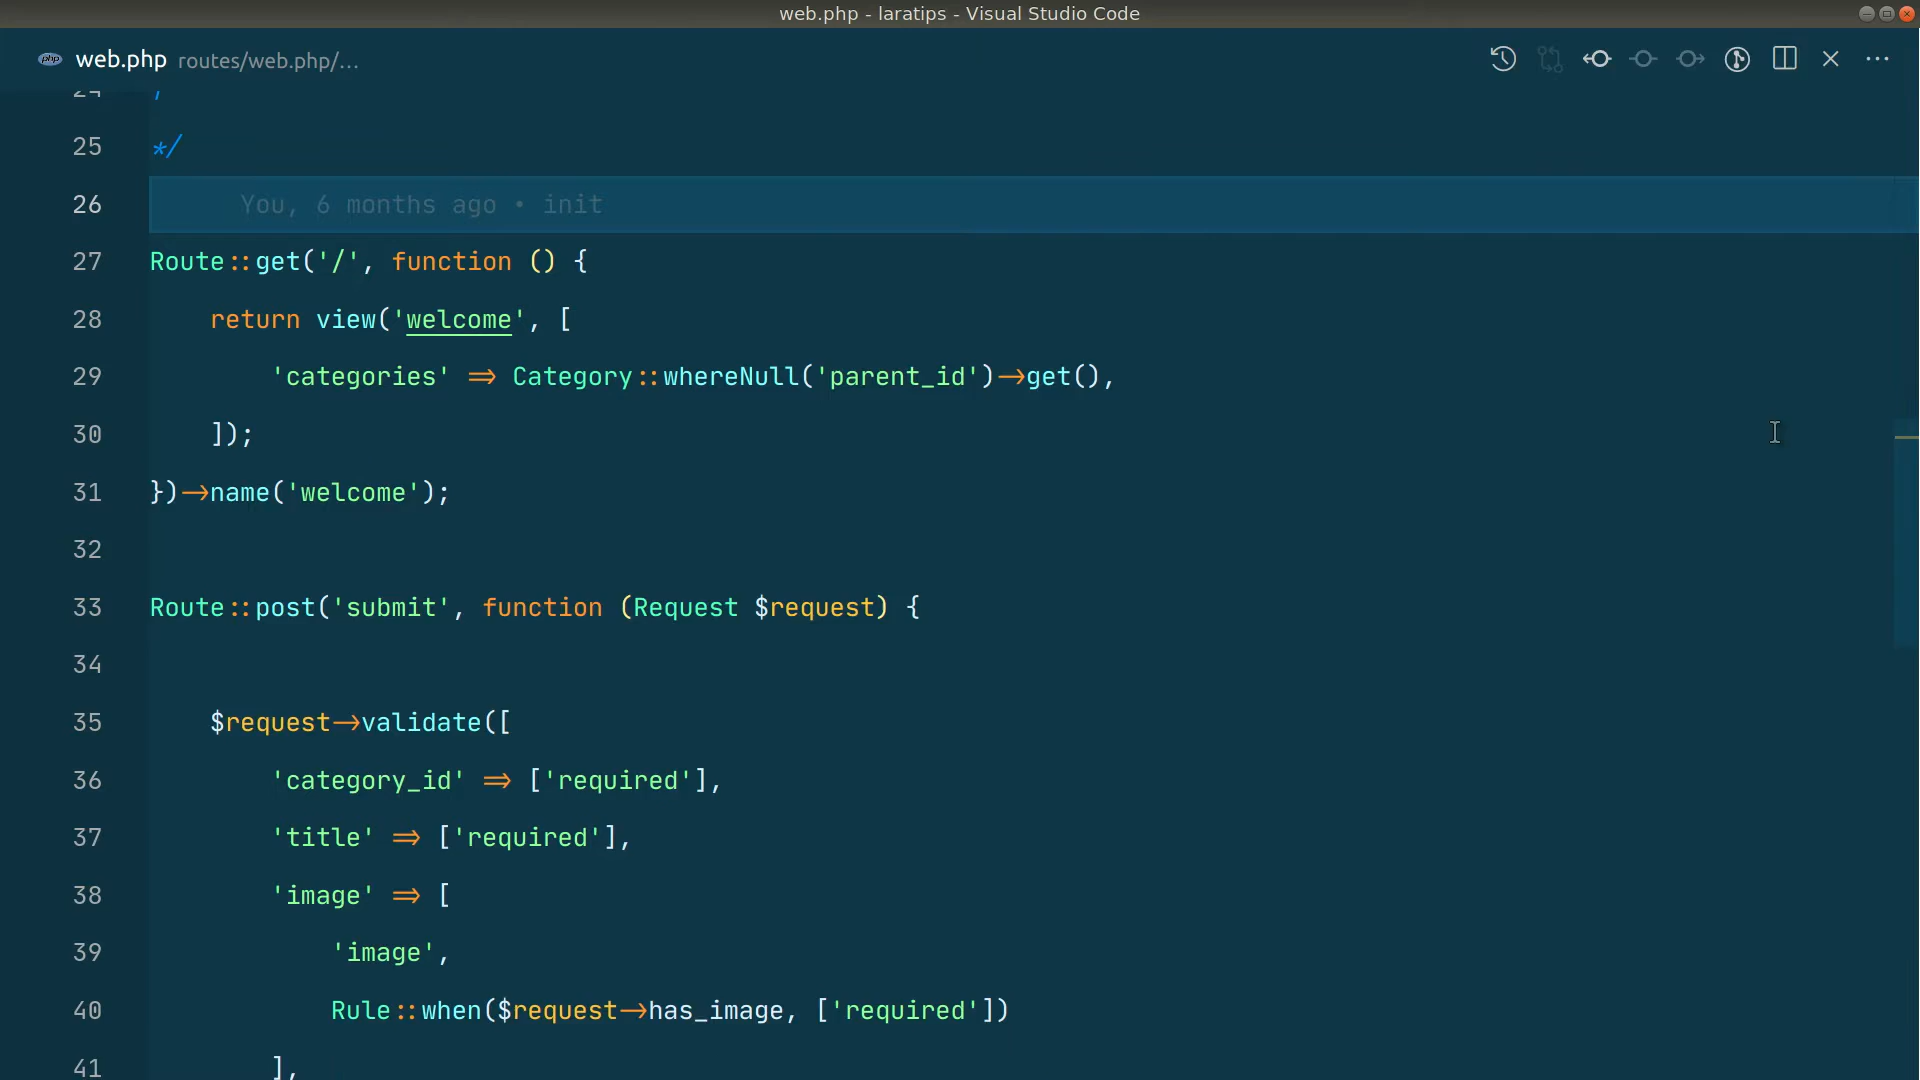 web.php - laratips - Visual Studio Code
php web.php routes/web.php/...
24
25 */
26 You, 6 months ago • init
27 Route::get('/', function () {
28 return view('welcome', [
29 'categories' => Category::whereNull('parent_id')->get(),
30 ]);
31 })->name('welcome');
32
33 Route::post('submit', function (Request $request) {
34
35 $request->validate([
36 'category_id' => ['required'],
37 'title' => ['required'],
38 'image' => [
39 'image',
40 Rule::when($request->has_image, ['required'])
41 ],